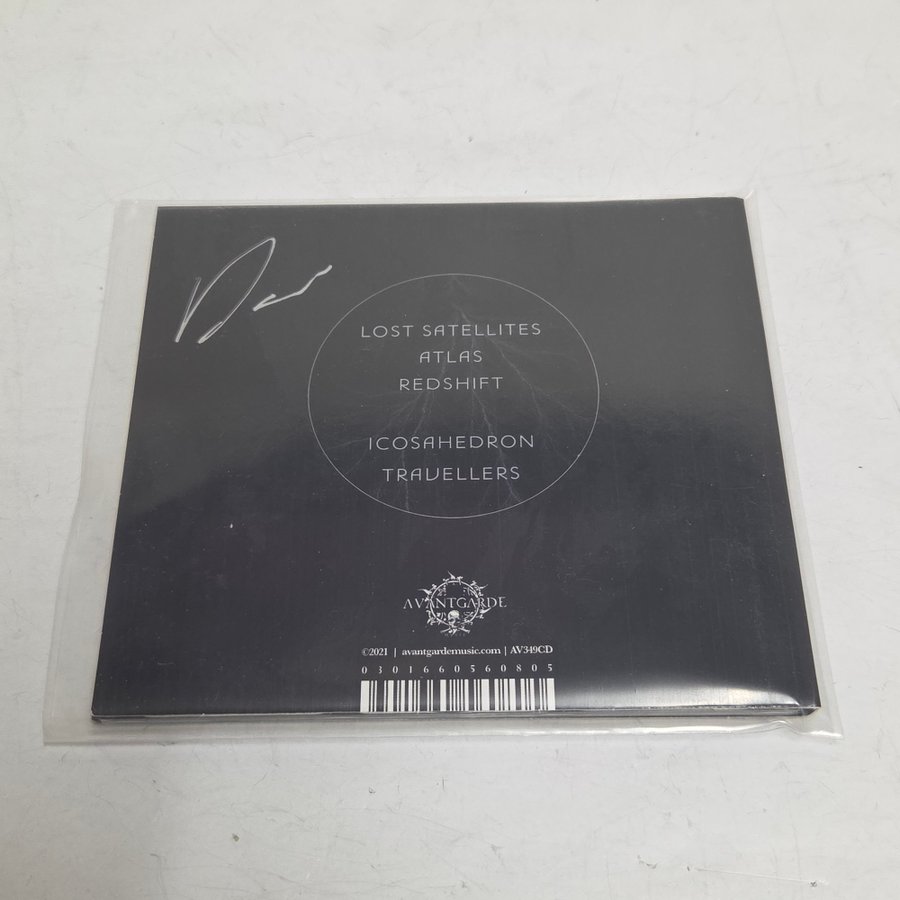 LOST SATELLITES
ATLAS
REDSHIFT
ICOSAHEDRON
TRAVELLERS
AVANTGARDE
©2021 | avantgardemusic.com | AV349CD
0301660560805